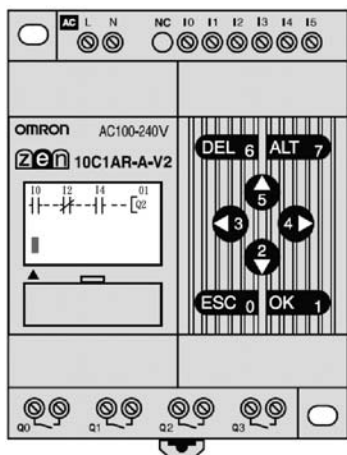 AC L N NC I0 I1 I2 I3 I4 I5
OMRON AC100-240V
zen 10C1AR-A-V2
I0 I2 I4 01
[Q2
DEL 6 ALT 7
5
3 4
2
ESC 0 OK 1
Q0 Q1 Q2 Q3